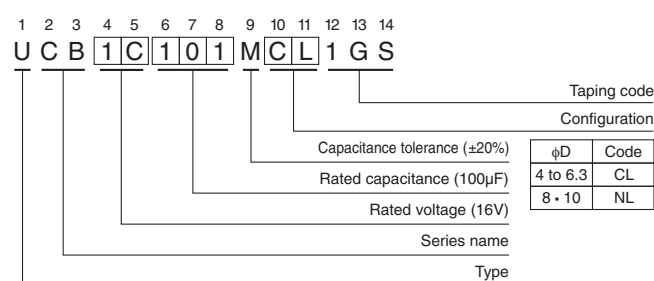 1 2 3 4 5 6 7 8 9 10 11 12 13 14
U C B 1 C 1 0 1 M C L 1 G S
Taping code
Configuration
φD Code
4 to 6.3 CL
8 • 10 NL
Capacitance tolerance (±20%)
Rated capacitance (100µF)
Rated voltage (16V)
Series name
Type